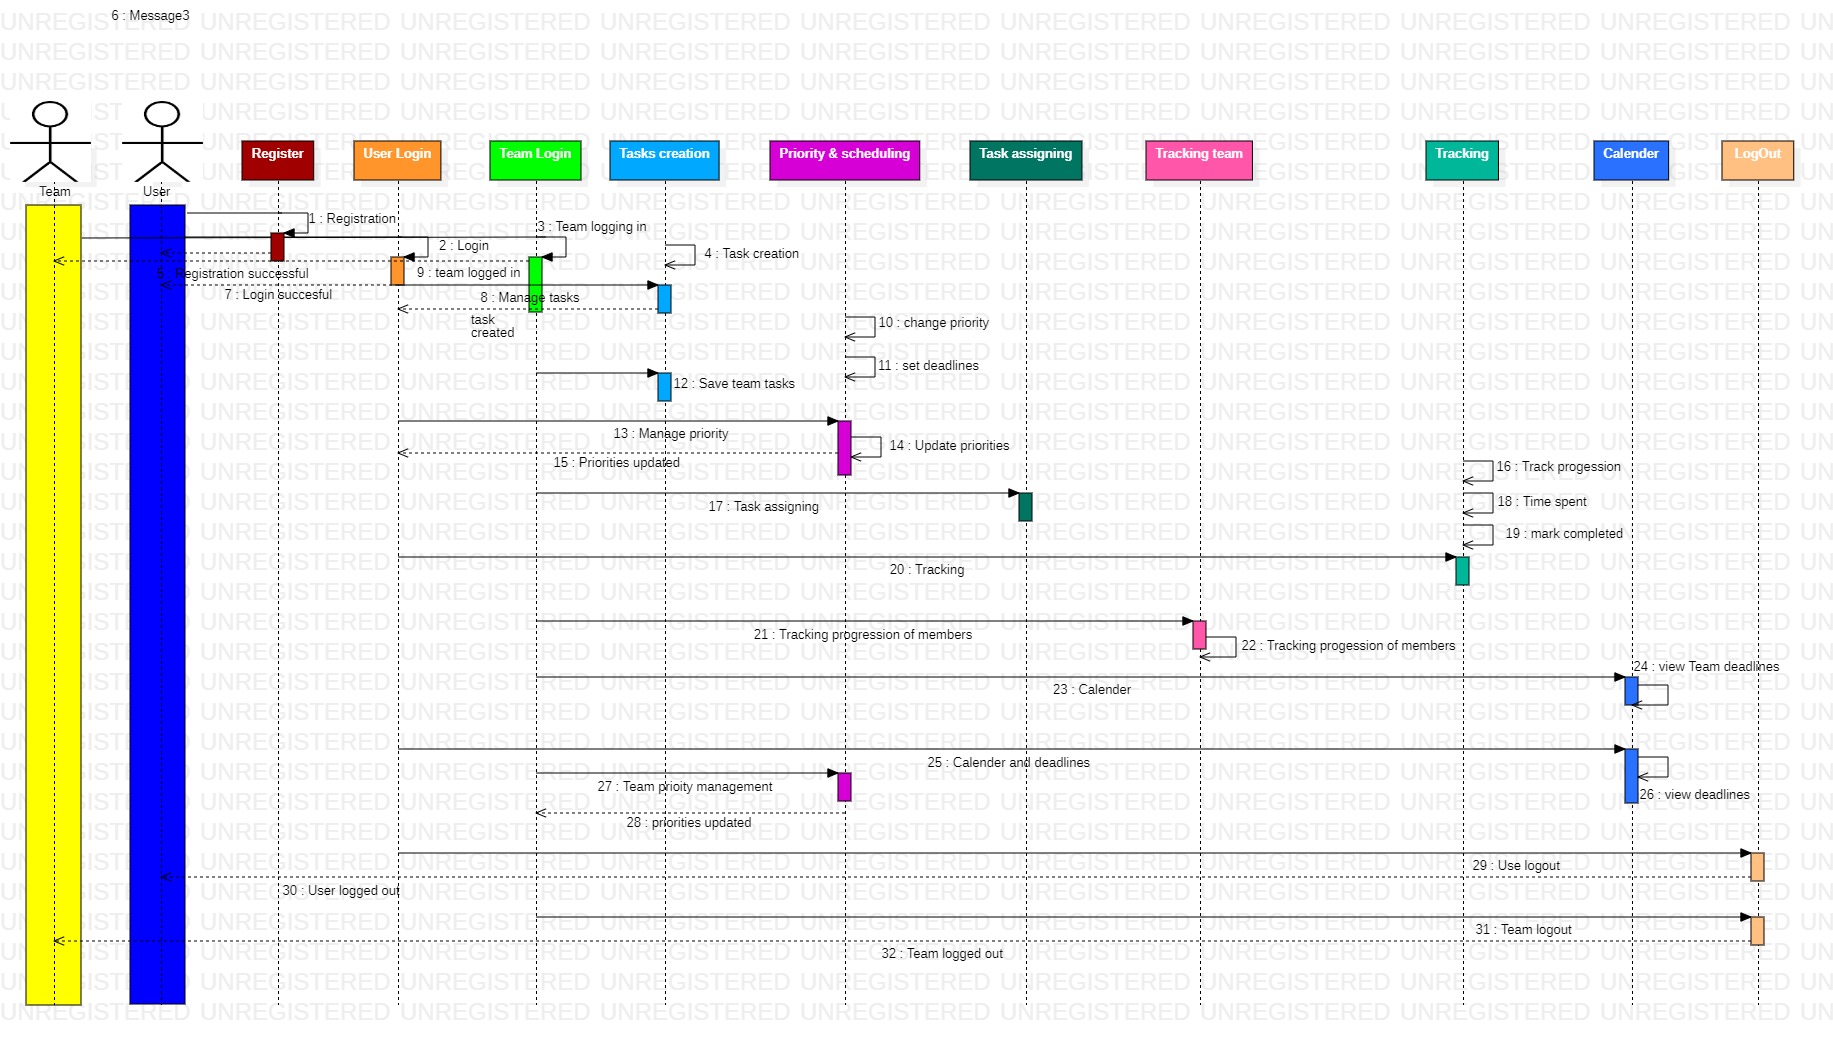 6 : Message3
UNREGISTERED UNREGISTERED UNREGISTERED UNREGISTERED UNREGISTERED UNREGISTERED UNREGISTERED UNREGISTERED UNREGISTERED UN
Register
User Login
Team Login
Tasks creation
Priority & scheduling
Task assigning
Tracking team
Tracking
Calender
LogOut
Team
User
1 : Registration
3 : Team logging in
2 : Login
4 : Task creation
5 : Registration successful
9 : team logged in
7 : Login succesful
8 : Manage tasks
task
created
10 : change priority
11 : set deadlines
12 : Save team tasks
13 : Manage priority
14 : Update priorities
15 : Priorities updated
16 : Track progession
18 : Time spent
17 : Task assigning
19 : mark completed
20 : Tracking
21 : Tracking progression of members
22 : Tracking progession of members
24 : view Team deadlines
23 : Calender
25 : Calender and deadlines
27 : Team prioity management
26 : view deadlines
28 : priorities updated
29 : Use logout
30 : User logged out
31 : Team logout
32 : Team logged out